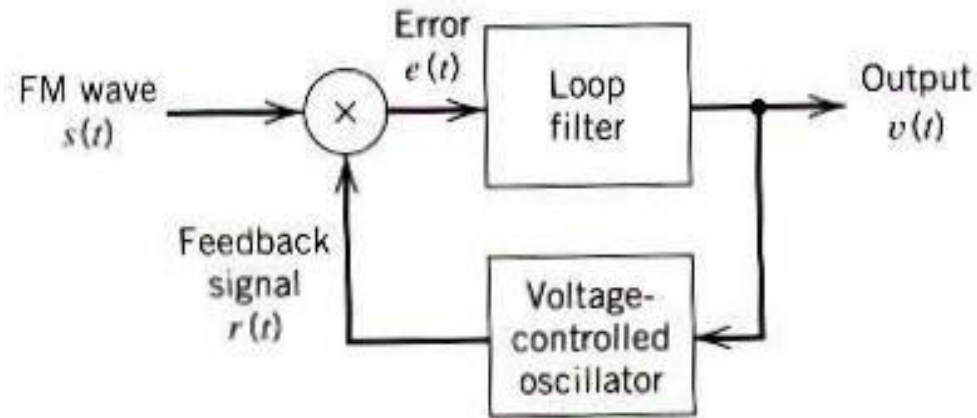 FM wave
s(t)
×
Error
e(t)
Loop
filter
Output
v(t)
Feedback
signal
r(t)
Voltage-
controlled
oscillator